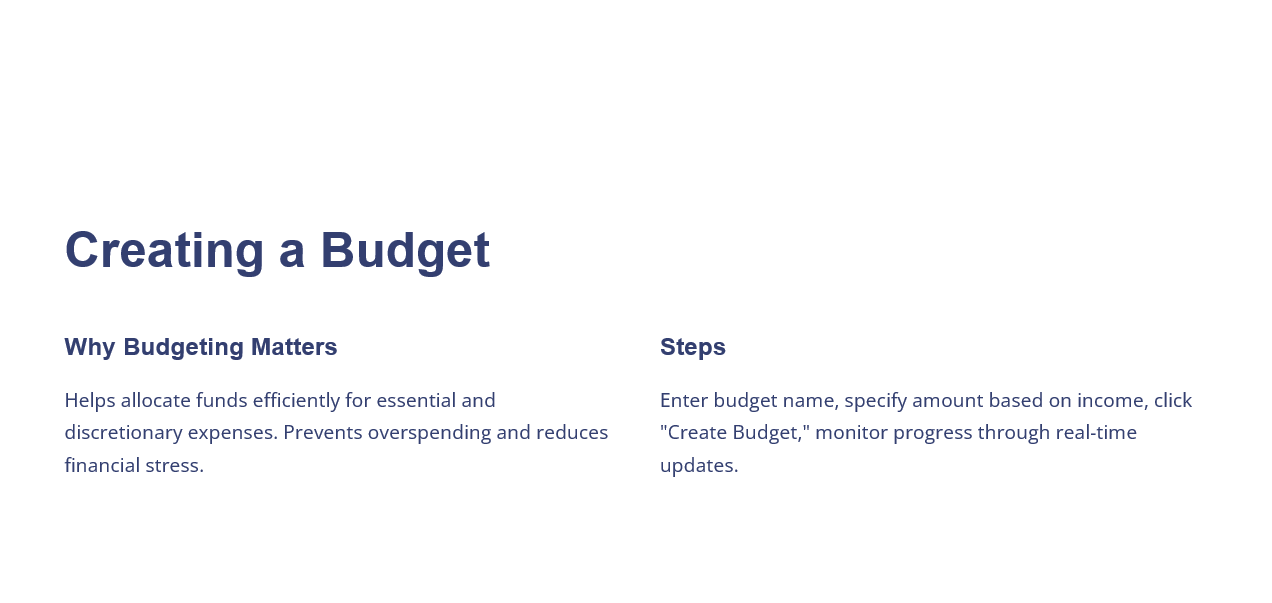 Creating a Budget
Why Budgeting Matters
Helps allocate funds efficiently for essential and
discretionary expenses. Prevents overspending and reduces
financial stress.
Steps
Enter budget name, specify amount based on income, click
"Create Budget," monitor progress through real-time
updates.